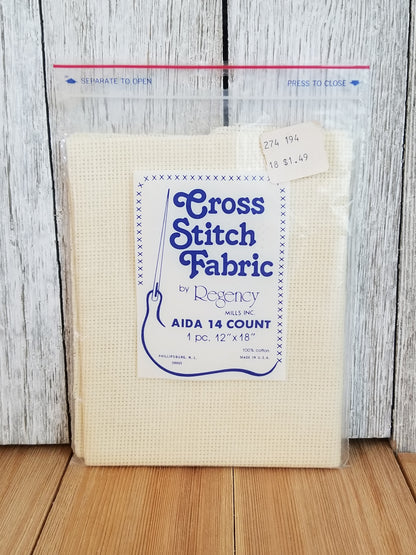 SEPARATE TO OPEN PRESS TO CLOSE
274 194
18 $1.49
Cross
Stitch
Fabric
by Regency
MILLS INC.
AIDA 14 COUNT
1 pc. 12"x18"
100% cotton
PHILLIPSBURG, N.J. MADE IN U.S.A.